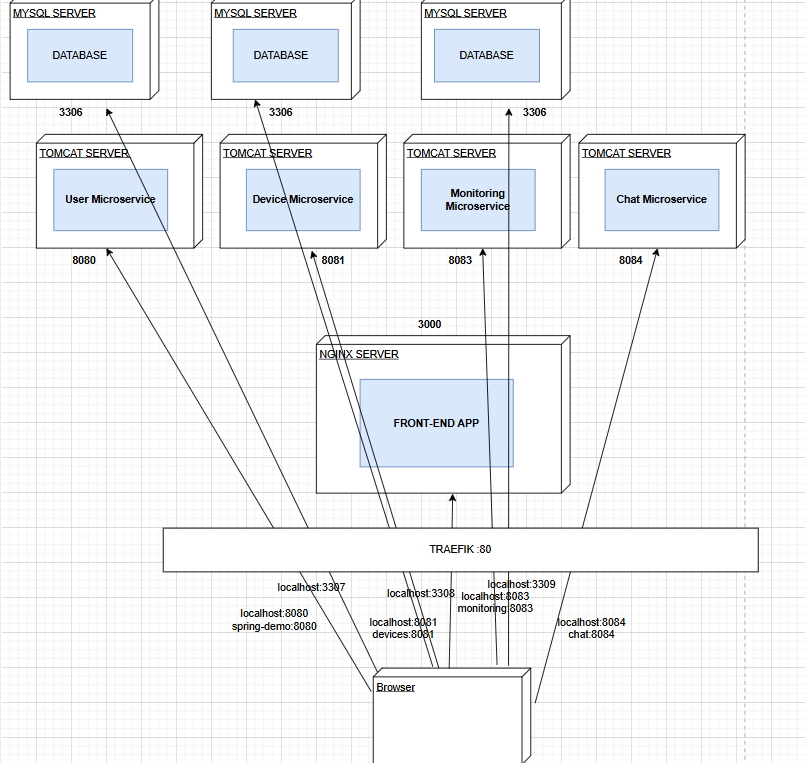 MYSQL SERVER
MYSQL SERVER
MYSQL SERVER
DATABASE
DATABASE
DATABASE
3306
3306
3306
TOMCAT SERVER
TOMCAT SERVER
TOMCAT SERVER
TOMCAT SERVER
User Microservice
Device Microservice
Monitoring
Microservice
Chat Microservice
8080
8081
8083
8084
3000
NGINX SERVER
FRONT-END APP
TRAEFIK :80
localhost:3307
localhost:3308
localhost:3309
localhost:8080
spring-demo:8080
localhost:8081
devices:8081
localhost:8083
monitoring:8083
localhost:8084
chat:8084
Browser